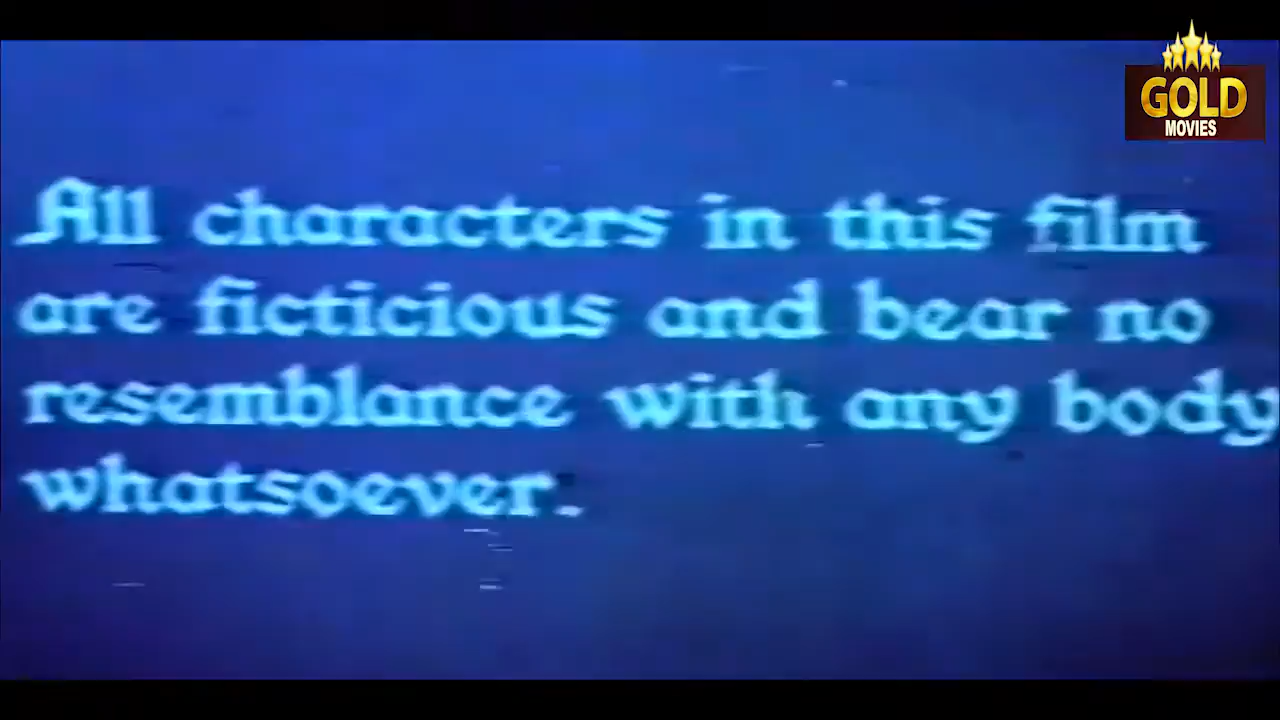 GOLD
MOVIES
All characters in this film
are ficticious and bear no
resemblance with any body
whatsoever.